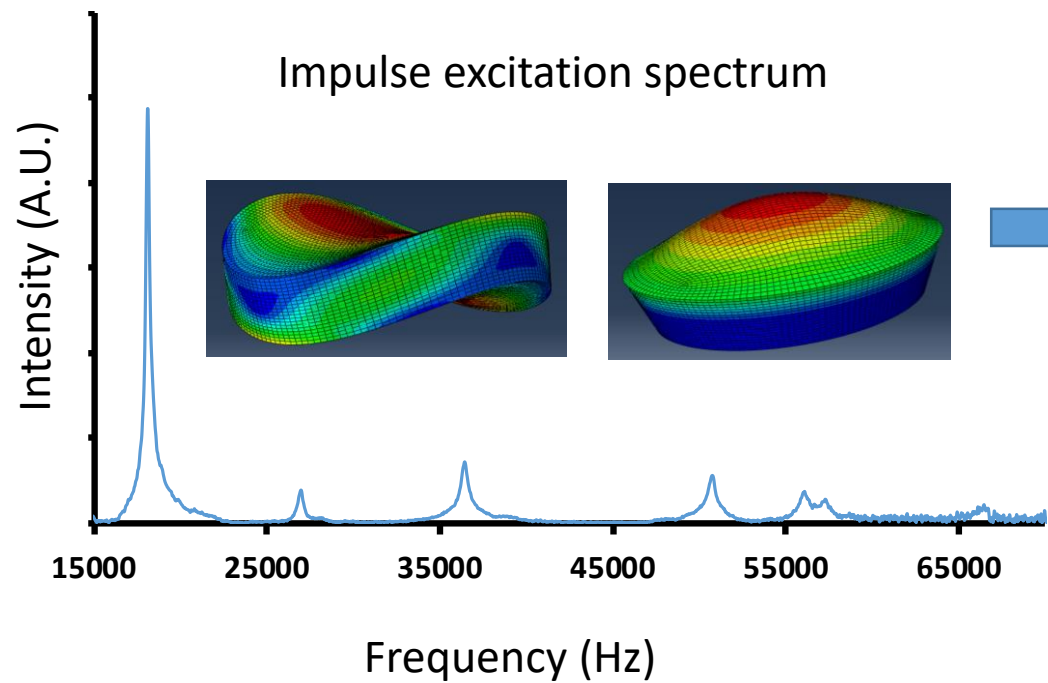 Impulse excitation spectrum
Intensity (A.U.)
15000 25000 35000 45000 55000 65000
Frequency (Hz)